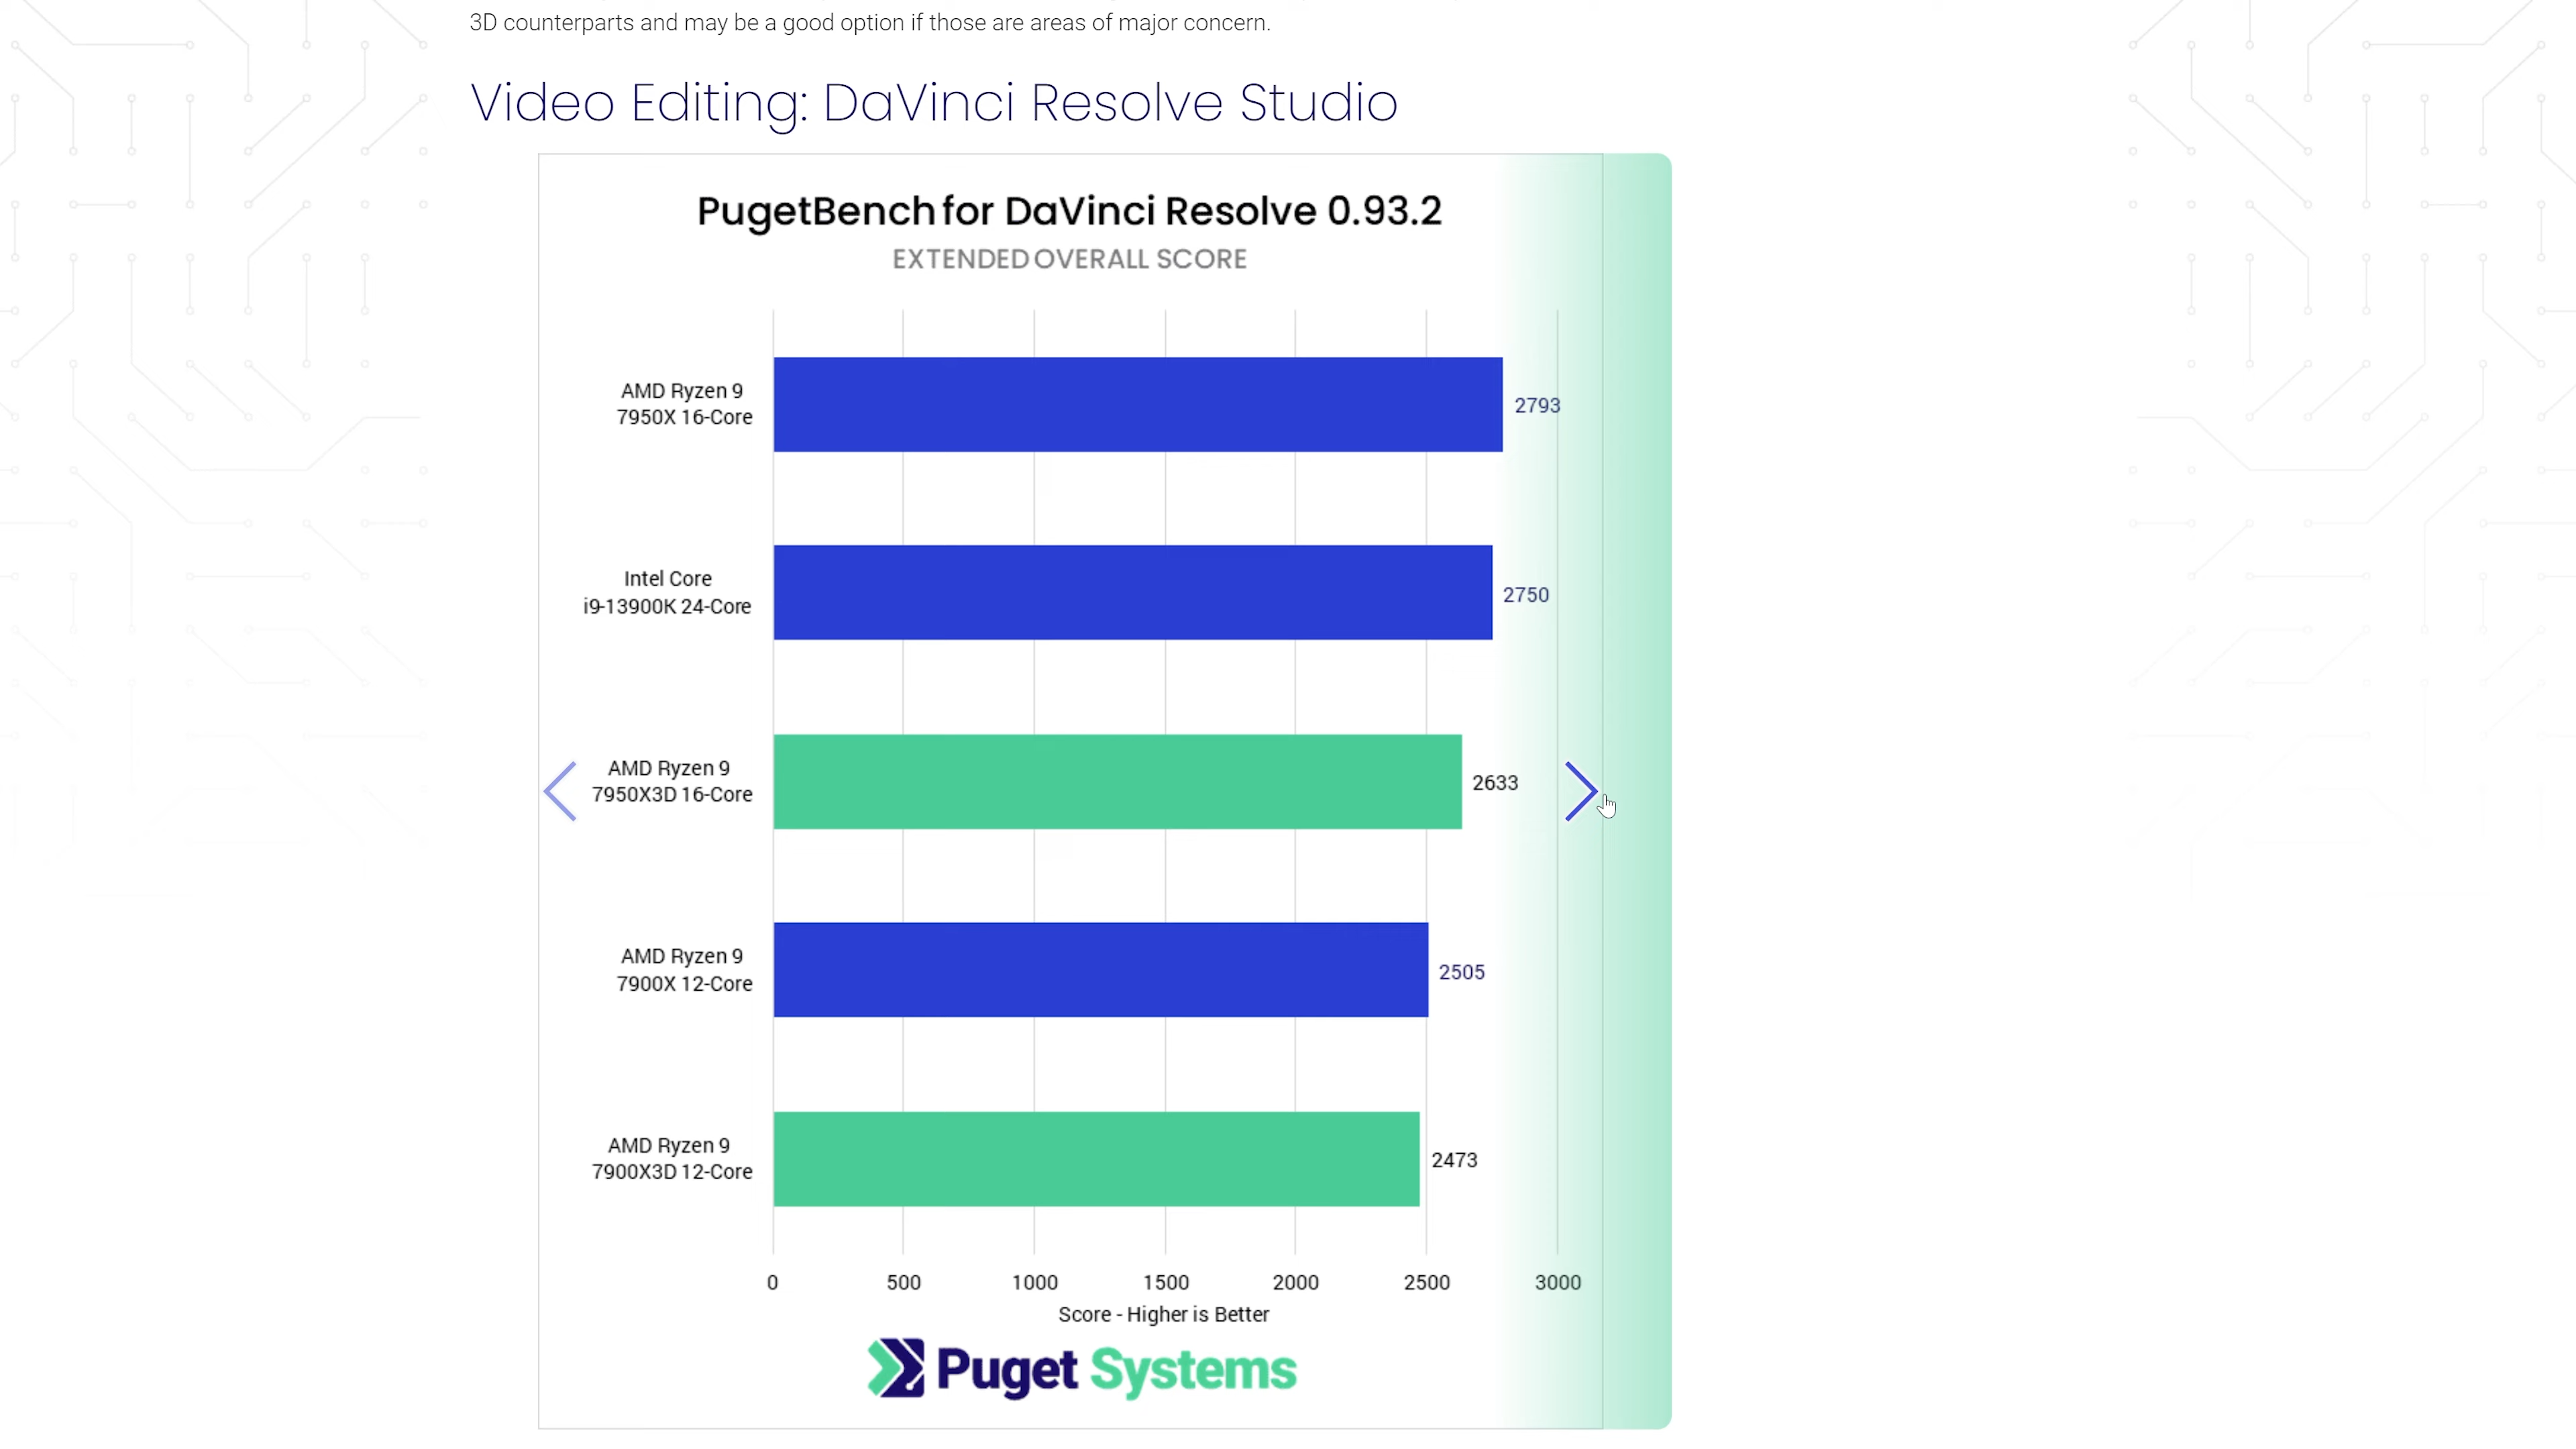 3D counterparts and may be a good option if those are areas of major concern.
Video Editing: DaVinci Resolve Studio
PugetBench for DaVinci Resolve 0.93.2
EXTENDED OVERALL SCORE
AMD Ryzen 9
7950X 16-Core
2793
Intel Core
i9-13900K 24-Core
2750
AMD Ryzen 9
7950X3D 16-Core
2633
AMD Ryzen 9
7900X 12-Core
2505
AMD Ryzen 9
7900X3D 12-Core
2473
0 500 1000 1500 2000 2500 3000
Score - Higher is Better
Puget Systems